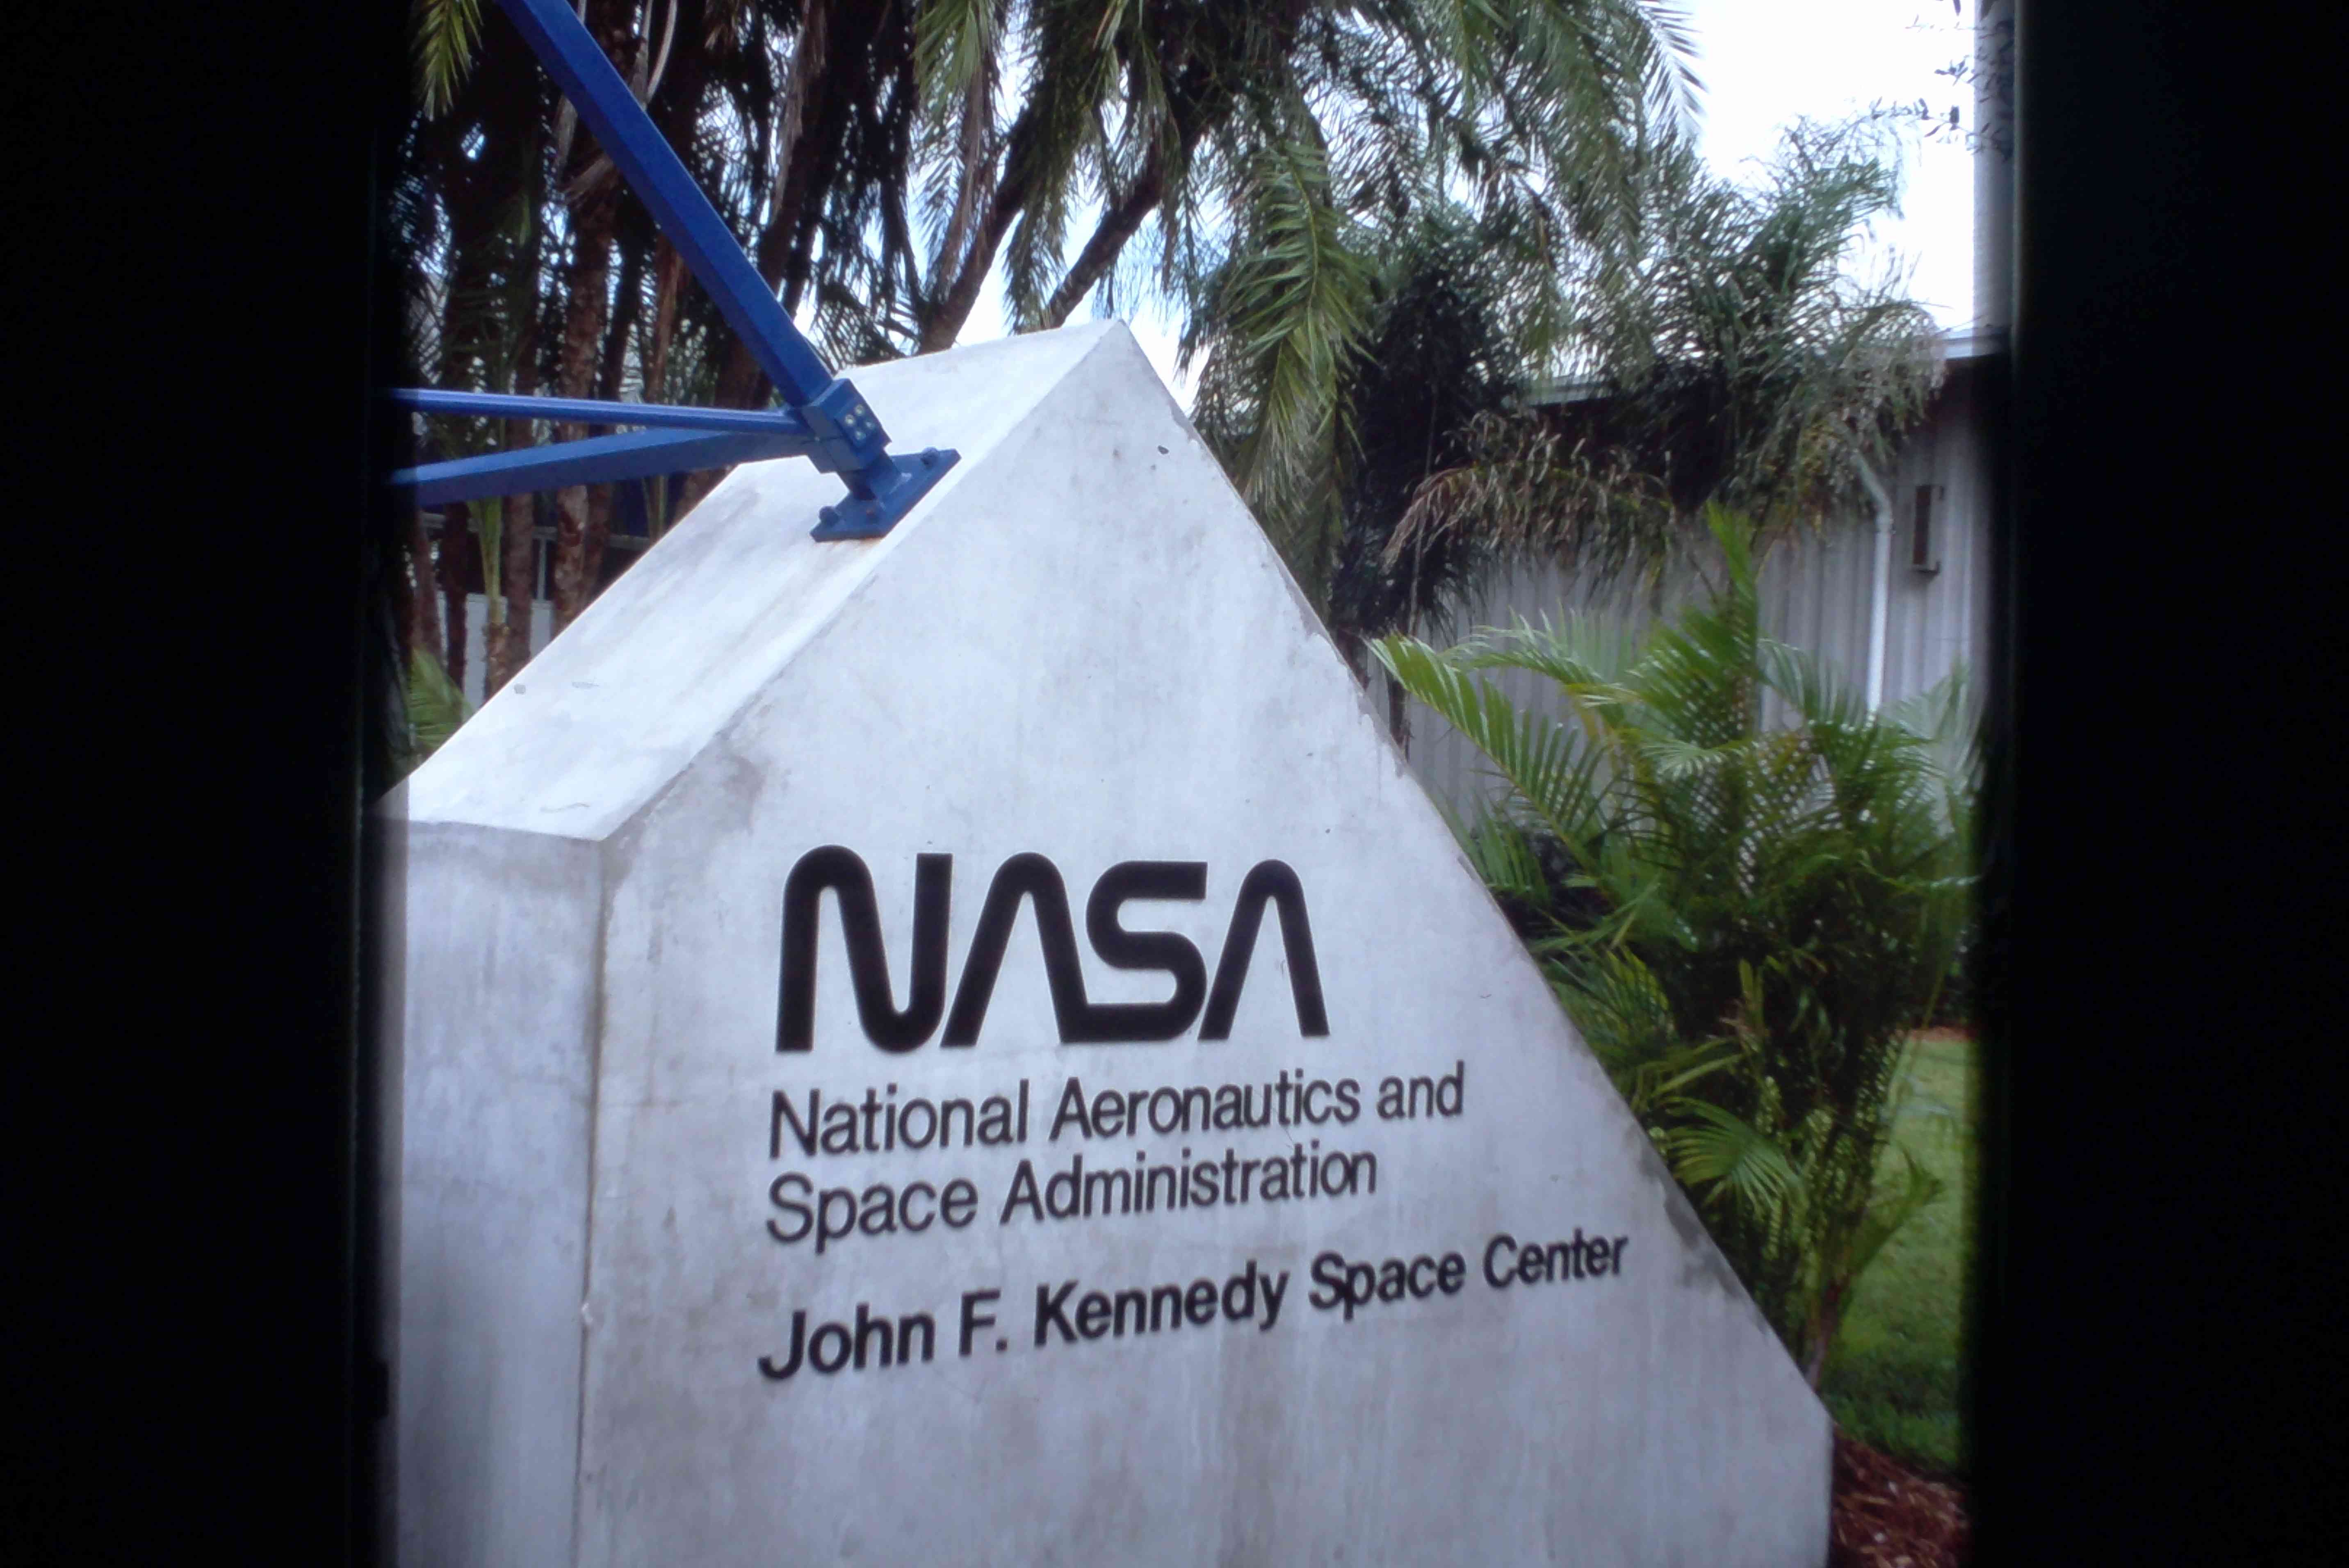 NASA
National Aeronautics and
Space Administration
John F. Kennedy Space Center